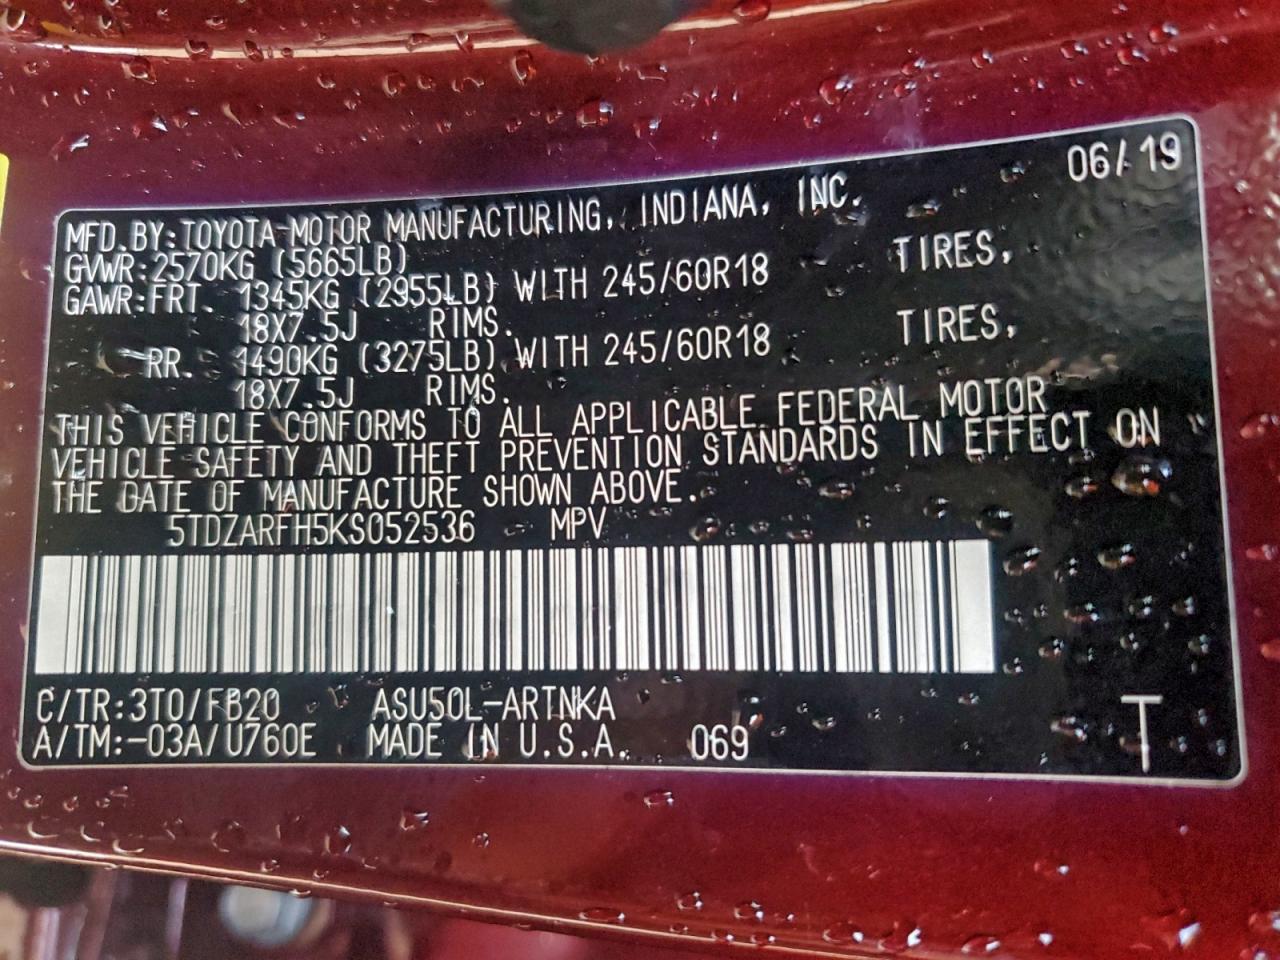 06/19
MFD.BY:TOYOTA MOTOR MANUFACTURING, INDIANA, INC.
GVWR:2570KG (5665LB)
GAWR:FRT. 1345KG (2955LB) WITH 245/60R18 TIRES,
18X7.5J RIMS.
RR. 1490KG (3275LB) WITH 245/60R18 TIRES,
18X7.5J RIMS.
THIS VEHICLE CONFORMS TO ALL APPLICABLE FEDERAL MOTOR
VEHICLE SAFETY AND THEFT PREVENTION STANDARDS IN EFFECT ON
THE DATE OF MANUFACTURE SHOWN ABOVE.
5TDZARFH5KS052536 MPV
C/TR:3T0/FB20 ASU50L-ARTNKA
A/TM:-03A/U760E MADE IN U.S.A. 069 T